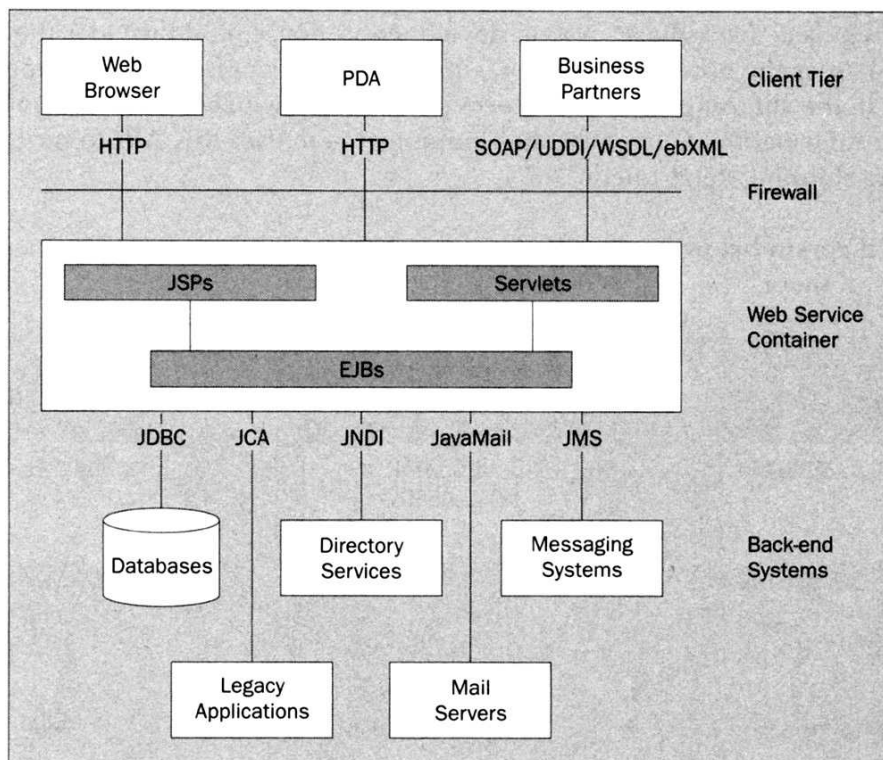 Web
Browser
PDA
Business
Partners
Client Tier
HTTP
HTTP
SOAP/UDDI/WSDL/ebXML
Firewall
JSPs
Servlets
Web Service
Container
EJBs
JDBC
JCA
JNDI
JavaMail
JMS
Databases
Directory
Services
Messaging
Systems
Back-end
Systems
Legacy
Applications
Mail
Servers